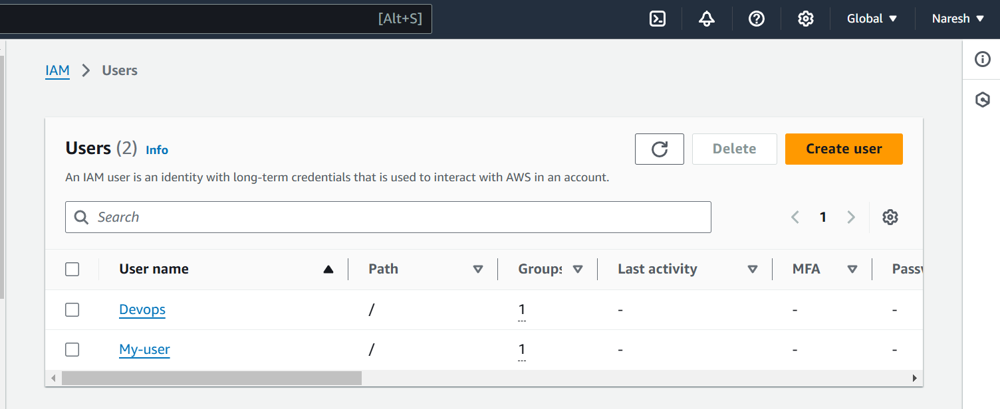 [Alt+S]
Global
Naresh
IAM
Users
Users (2)
Info
Delete
Create user
An IAM user is an identity with long-term credentials that is used to interact with AWS in an account.
Search
1
User name
Path
Groups
Last activity
MFA
Passw
Devops
/
1
-
-
-
My-user
/
1
-
-
-